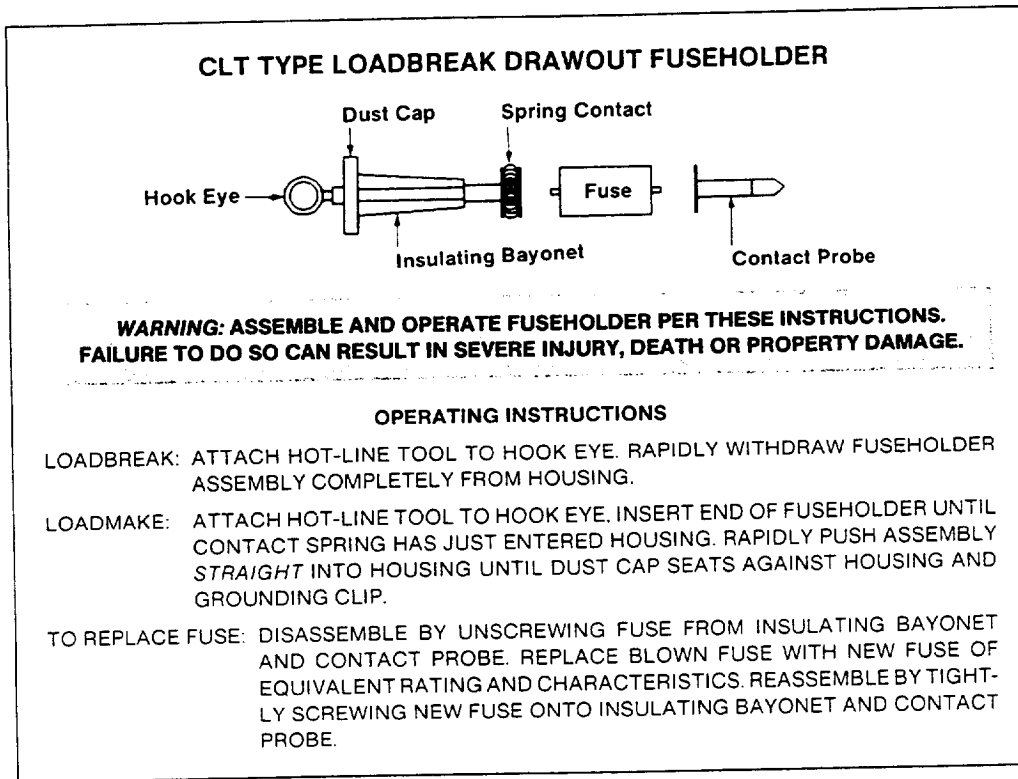 CLT TYPE LOADBREAK DRAWOUT FUSEHOLDER
Dust Cap
Spring Contact
Hook Eye
Fuse
Insulating Bayonet
Contact Probe
WARNING: ASSEMBLE AND OPERATE FUSEHOLDER PER THESE INSTRUCTIONS.
FAILURE TO DO SO CAN RESULT IN SEVERE INJURY, DEATH OR PROPERTY DAMAGE.
OPERATING INSTRUCTIONS
LOADBREAK: ATTACH HOT-LINE TOOL TO HOOK EYE. RAPIDLY WITHDRAW FUSEHOLDER
ASSEMBLY COMPLETELY FROM HOUSING.
LOADMAKE: ATTACH HOT-LINE TOOL TO HOOK EYE. INSERT END OF FUSEHOLDER UNTIL
CONTACT SPRING HAS JUST ENTERED HOUSING. RAPIDLY PUSH ASSEMBLY
STRAIGHT INTO HOUSING UNTIL DUST CAP SEATS AGAINST HOUSING AND
GROUNDING CLIP.
TO REPLACE FUSE: DISASSEMBLE BY UNSCREWING FUSE FROM INSULATING BAYONET
AND CONTACT PROBE. REPLACE BLOWN FUSE WITH NEW FUSE OF
EQUIVALENT RATING AND CHARACTERISTICS. REASSEMBLE BY TIGHT-
LY SCREWING NEW FUSE ONTO INSULATING BAYONET AND CONTACT
PROBE.